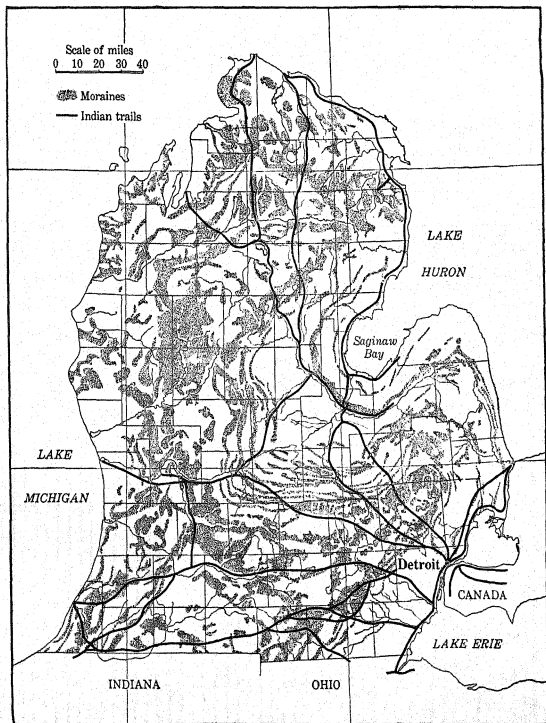 Scale of miles
0 10 20 30 40
Moraines
Indian trails
LAKE
HURON
Saginaw
Bay
LAKE
MICHIGAN
Detroit
CANADA
LAKE ERIE
INDIANA
OHIO